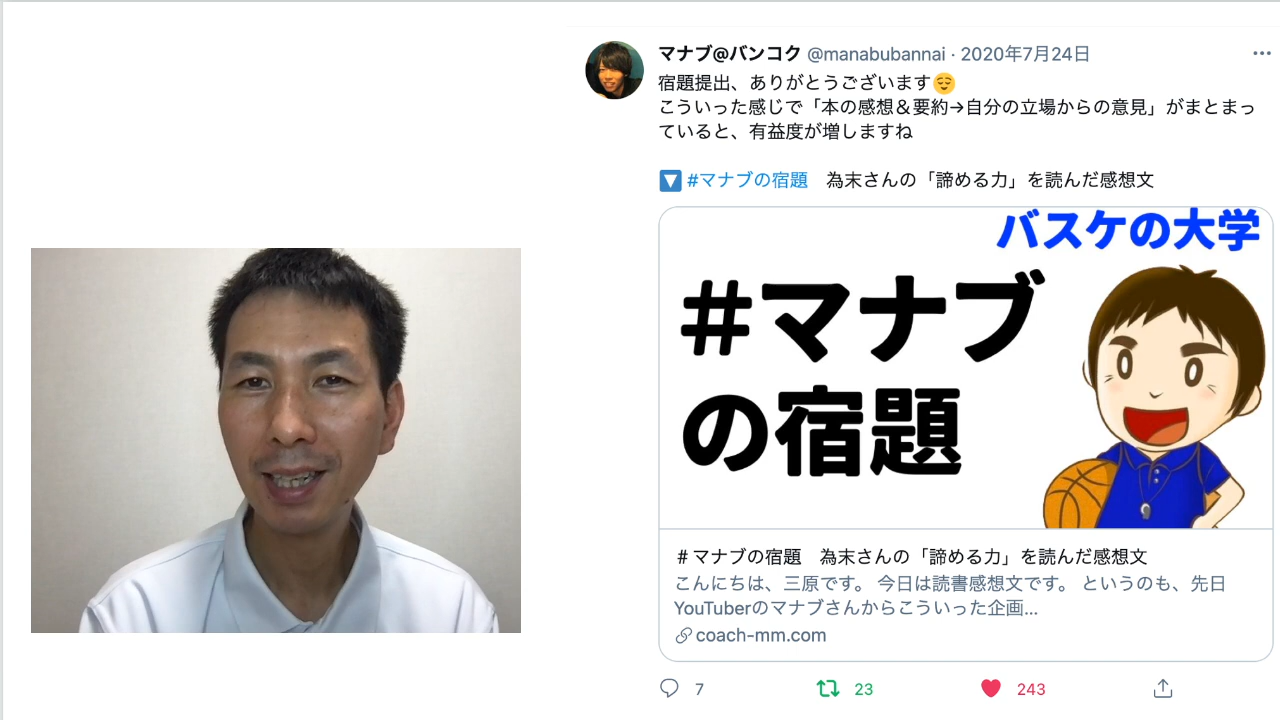 マナブ@バンコク @manabubannai · 2020年7月24日
宿題提出、ありがとうございます😌
こういった感じで「本の感想＆要約→自分の立場からの意見」がまとまっ
ていると、有益度が増しますね
🔽#マナブの宿題　為末さんの「諦める力」を読んだ感想文
バスケの大学
#マナブ
の宿題
＃マナブの宿題　為末さんの「諦める力」を読んだ感想文
こんにちは、三原です。 今日は読書感想文です。 というのも、先日
YouTuberのマナブさんからこういった企画...
coach-mm.com
7 23 243